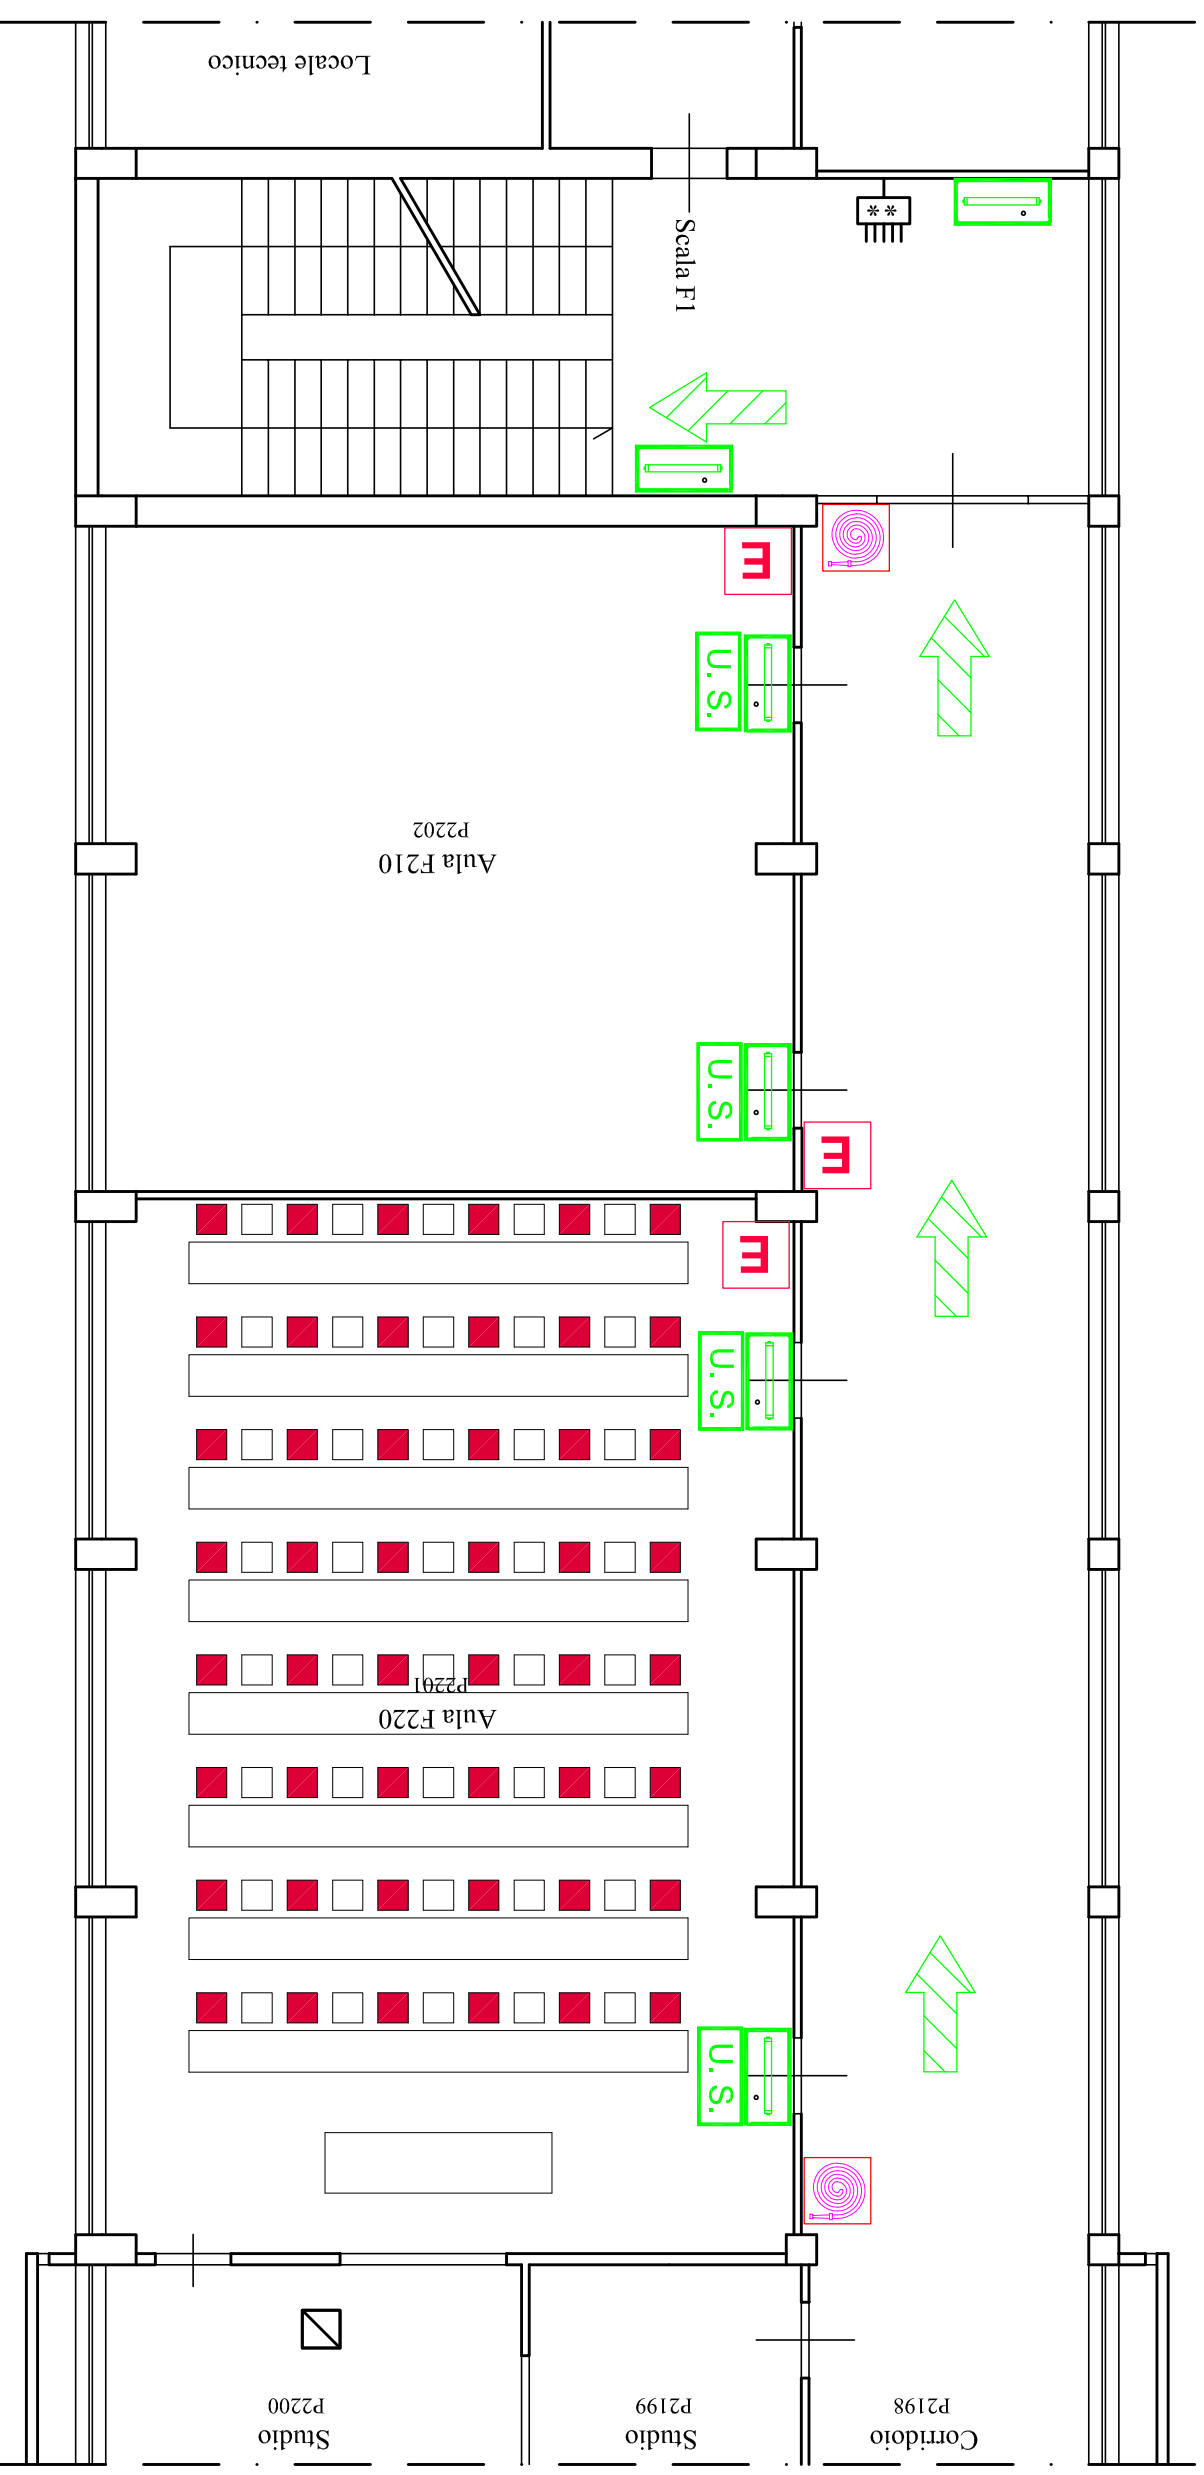 Locale tecnico
* *
Scala F1
E
U. S.
P2202
Aula F210
U. S.
E
E
U. S.
P2201
Aula F220
U. S.
P2200
Studio
P2199
Studio
P2198
Corridoio